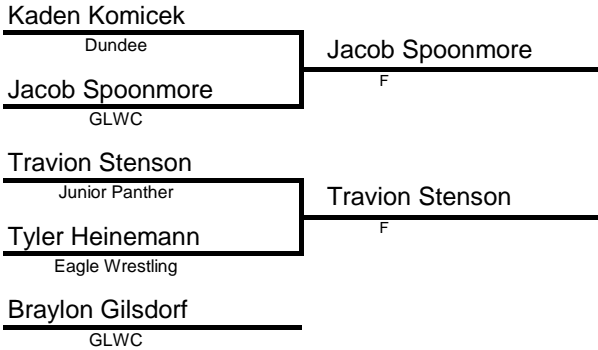 Kaden Komicek
Dundee
Jacob Spoonmore
GLWC
Jacob Spoonmore
F
Travion Stenson
Junior Panther
Tyler Heinemann
Eagle Wrestling
Travion Stenson
F
Braylon Gilsdorf
GLWC